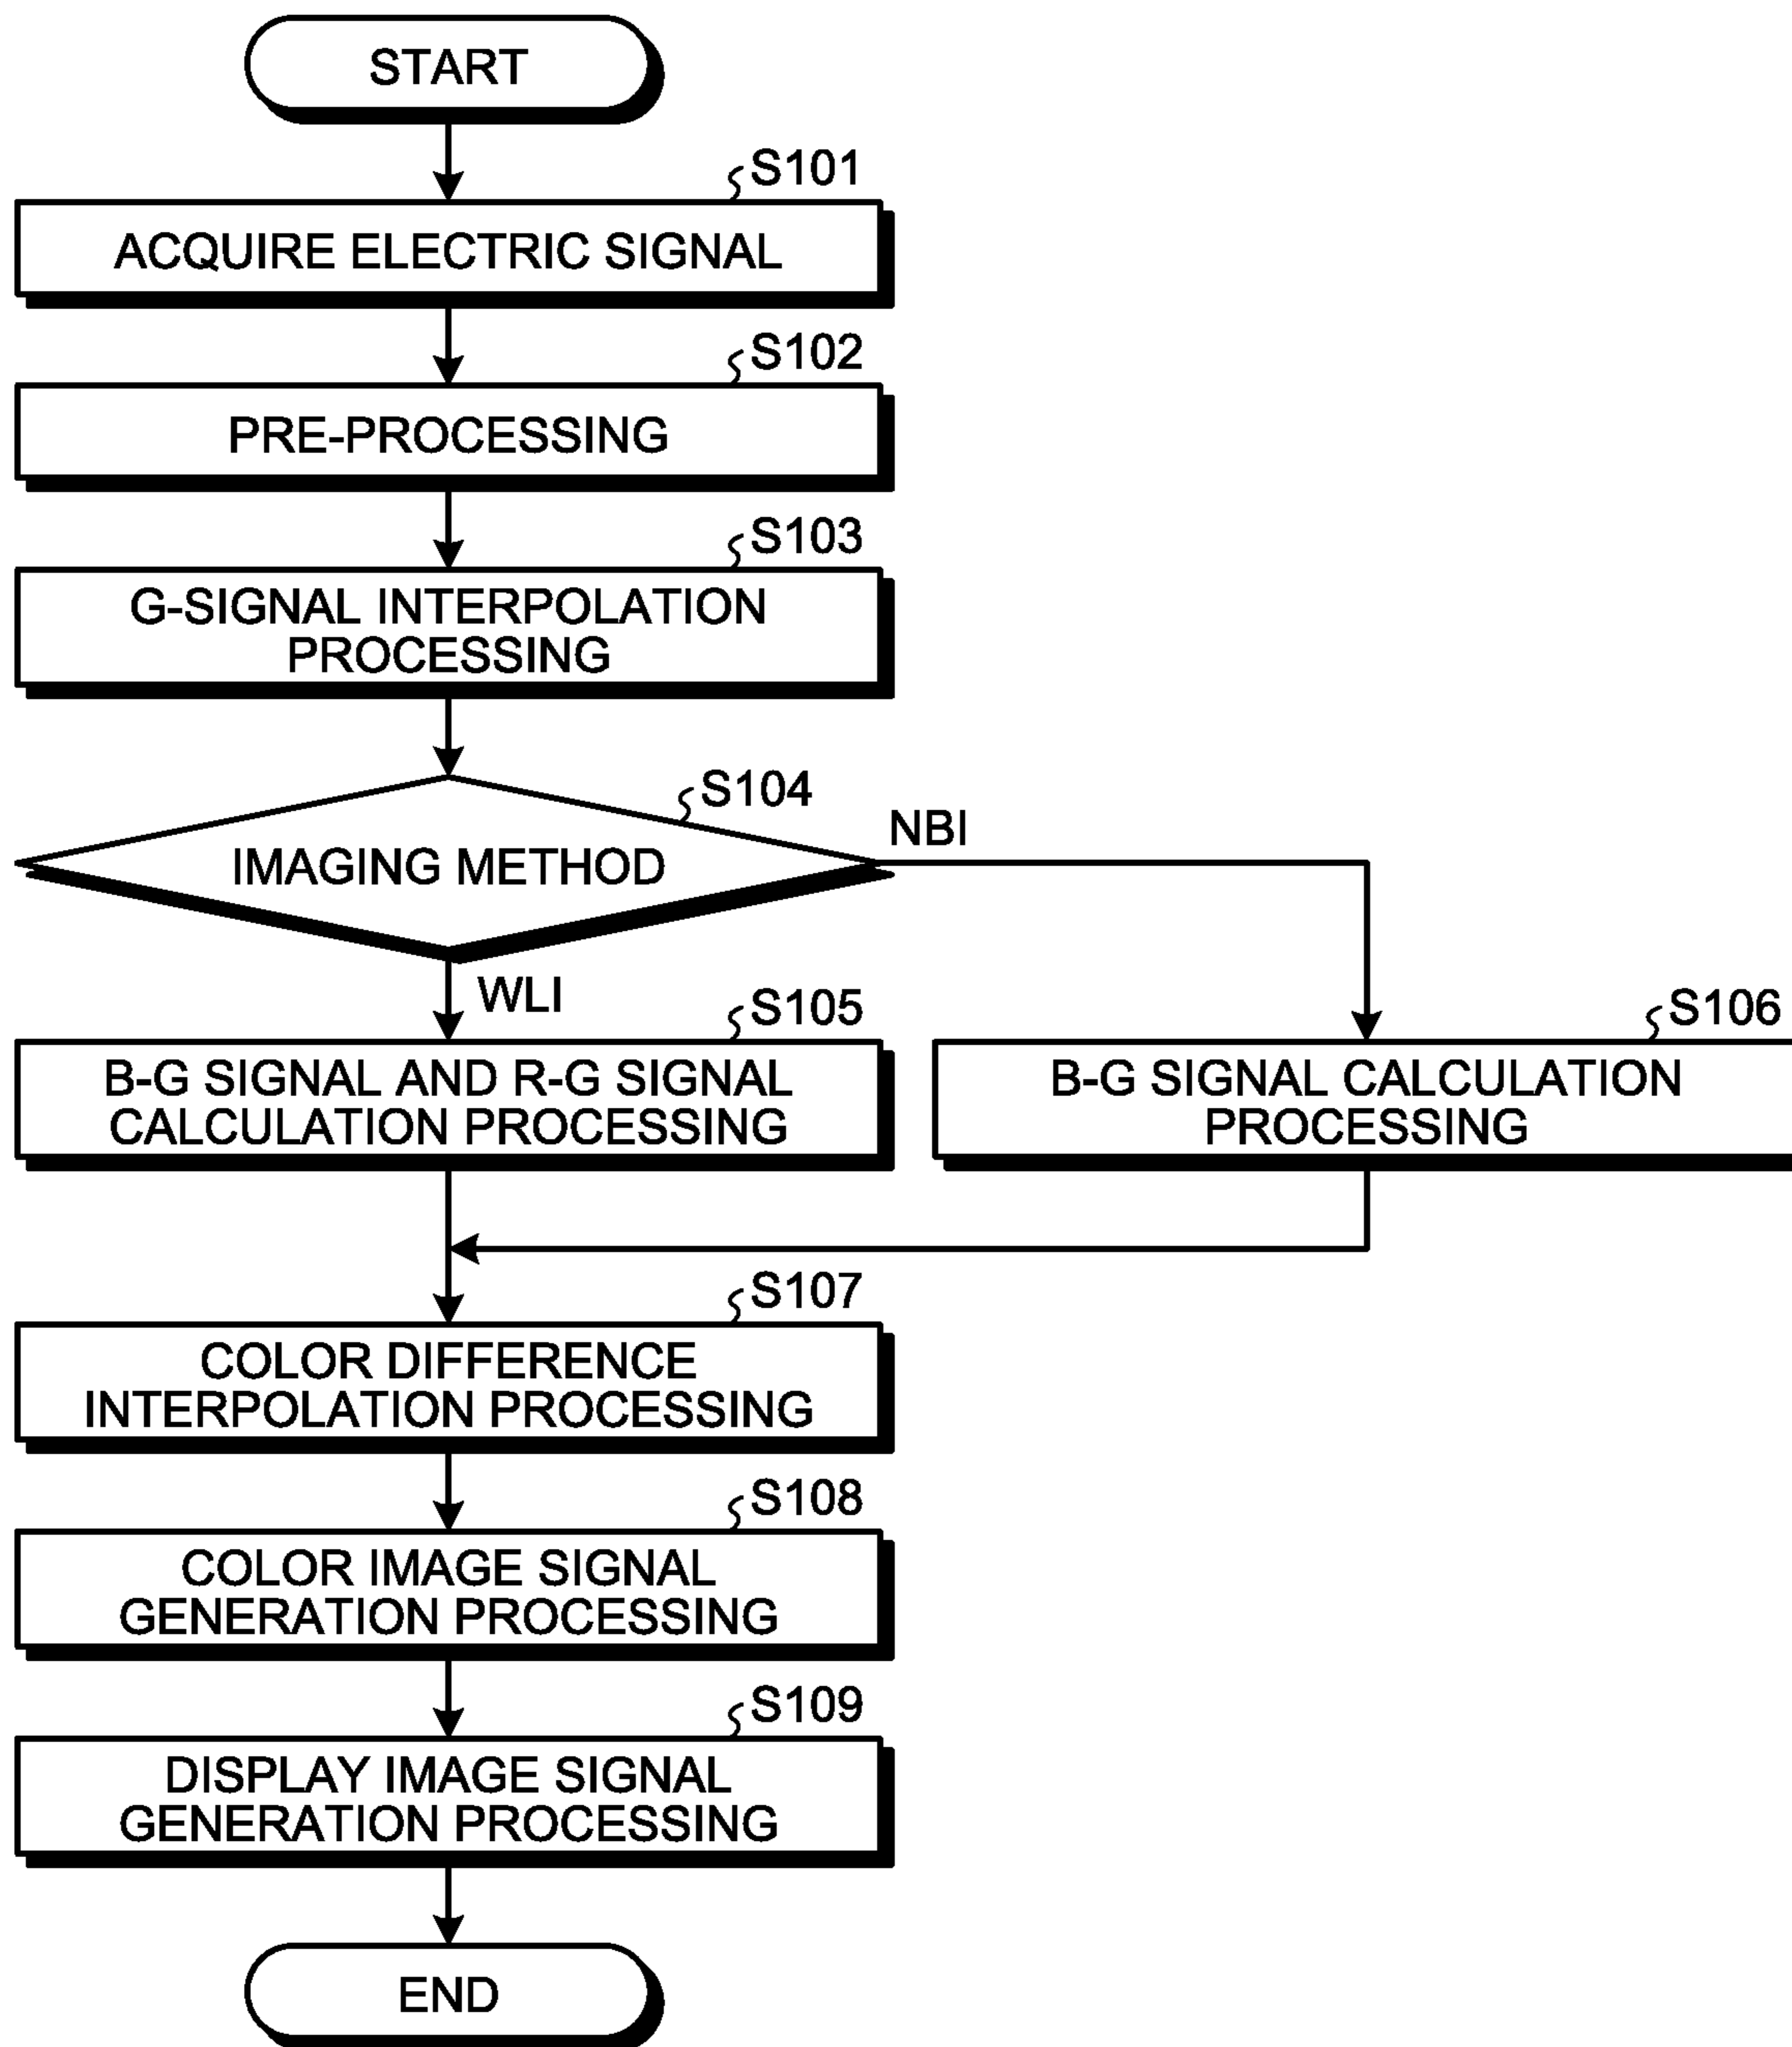 START
S101
ACQUIRE ELECTRIC SIGNAL
S102
PRE-PROCESSING
S103
G-SIGNAL INTERPOLATION
PROCESSING
S104
IMAGING METHOD
NBI
WLI
S105
B-G SIGNAL AND R-G SIGNAL
CALCULATION PROCESSING
S106
B-G SIGNAL CALCULATION
PROCESSING
S107
COLOR DIFFERENCE
INTERPOLATION PROCESSING
S108
COLOR IMAGE SIGNAL
GENERATION PROCESSING
S109
DISPLAY IMAGE SIGNAL
GENERATION PROCESSING
END